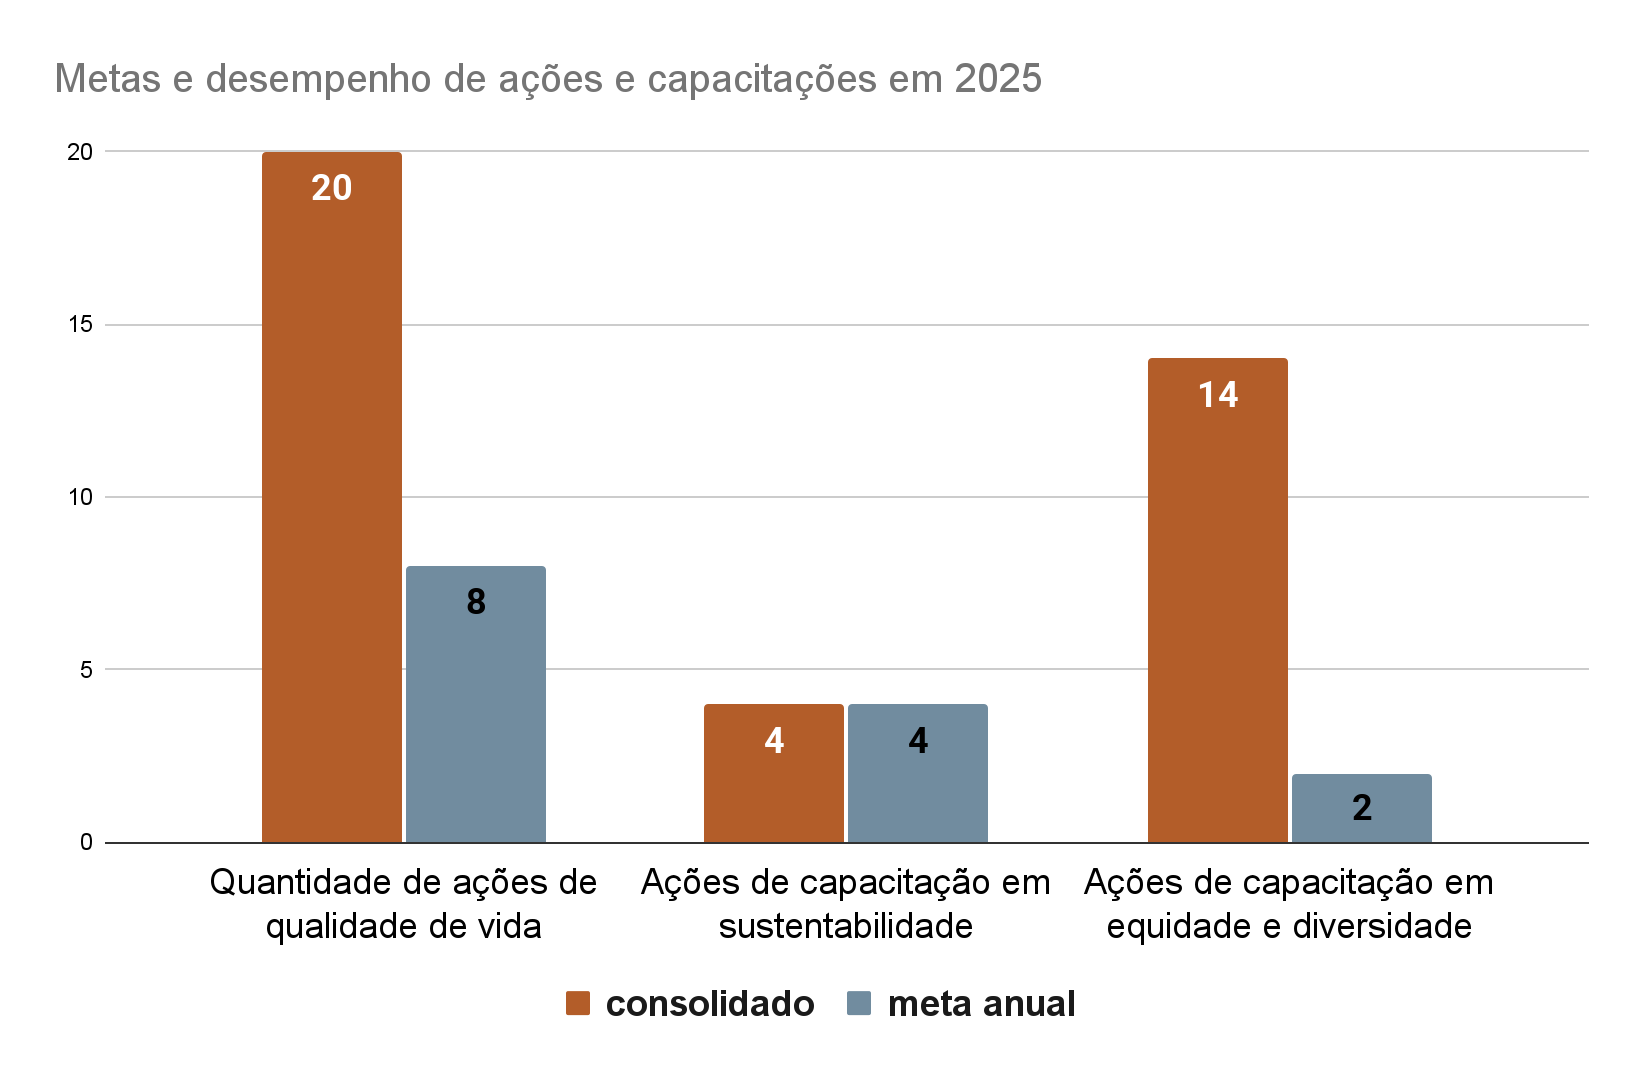 Metas e desempenho de ações e capacitações em 2025
20
15
10
5
0
20
8
4
4
14
2
Quantidade de ações de
qualidade de vida
Ações de capacitação em
sustentabilidade
Ações de capacitação em
equidade e diversidade
consolidado
meta anual